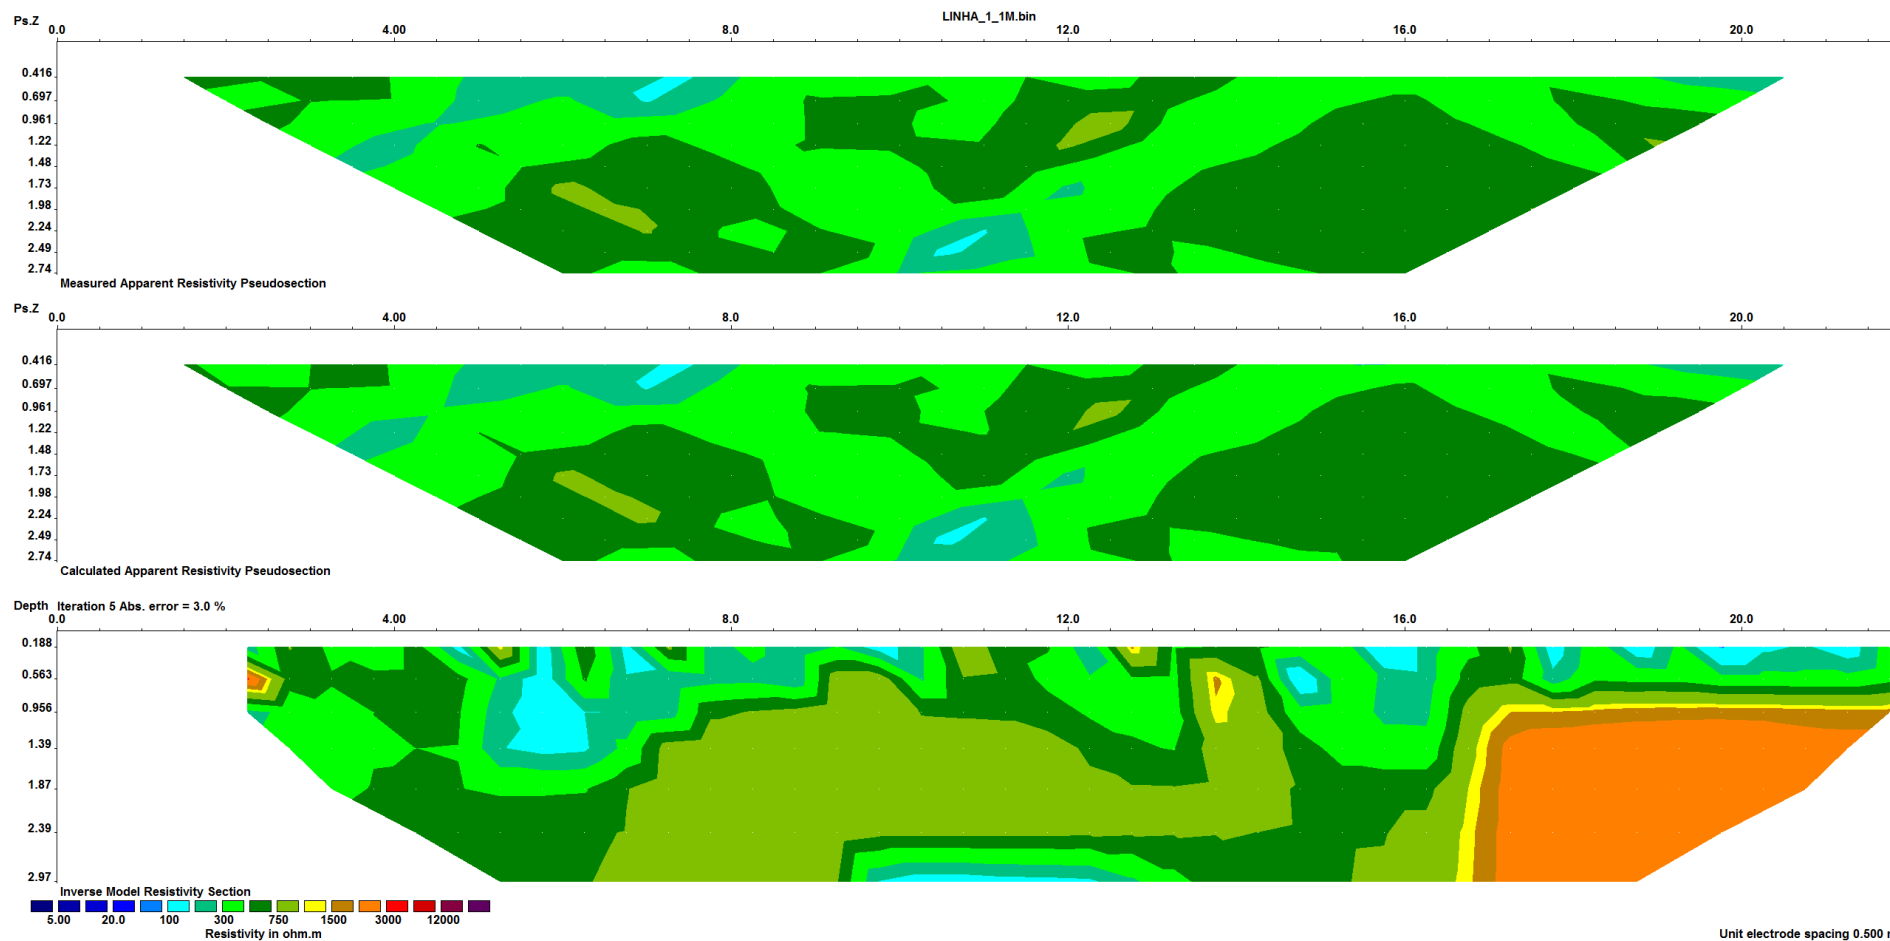 LINHA_1_1M.bin
Ps.Z
0.0 4.00 8.0 12.0 16.0 20.0
0.416
0.697
0.961
1.22
1.48
1.73
1.98
2.24
2.49
2.74
Measured Apparent Resistivity Pseudosection
Ps.Z
0.0 4.00 8.0 12.0 16.0 20.0
0.416
0.697
0.961
1.22
1.48
1.73
1.98
2.24
2.49
2.74
Calculated Apparent Resistivity Pseudosection
Depth Iteration 5 Abs. error = 3.0 %
0.0 4.00 8.0 12.0 16.0 20.0
0.188
0.563
0.956
1.39
1.87
2.39
2.97
Inverse Model Resistivity Section
5.00 20.0 100 300 750 1500 3000 12000
Resistivity in ohm.m
Unit electrode spacing 0.500